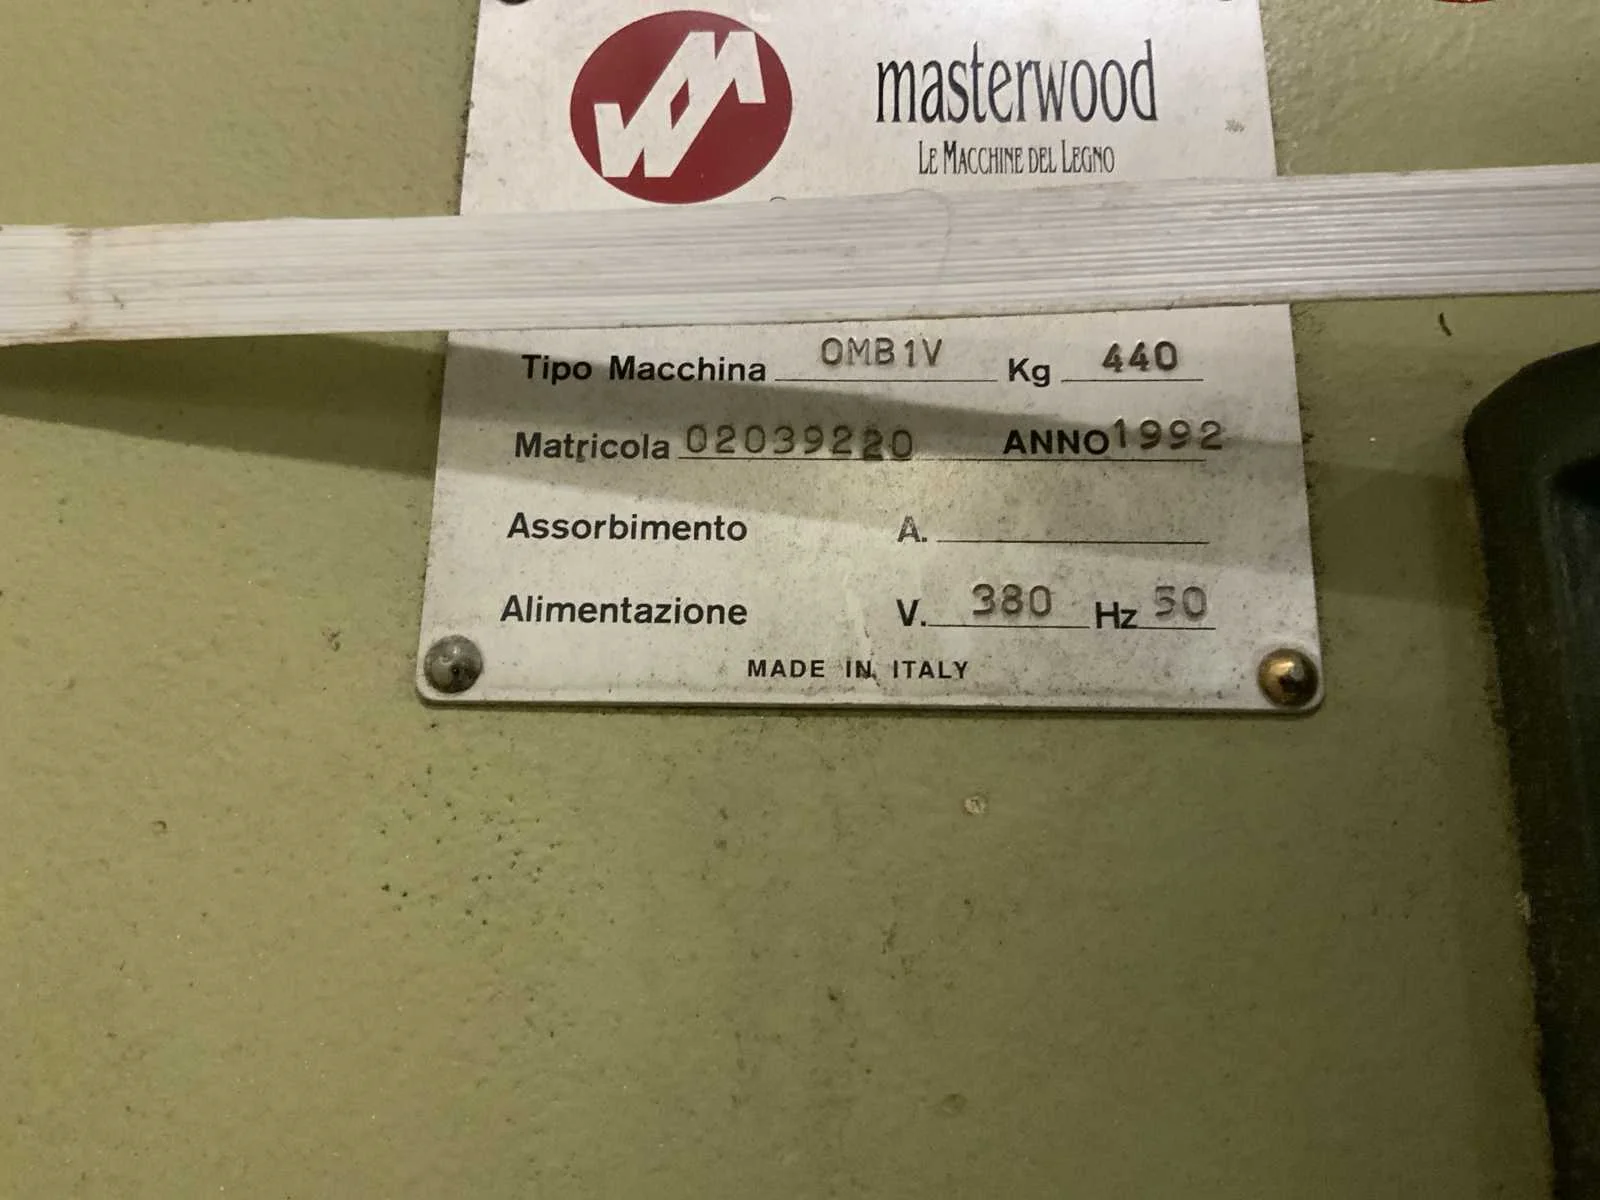 masterwood
LE MACCHINE DEL LEGNO
Tipo Macchina OMB1V Kg 440
Matricola 02039220 ANNO 1992
Assorbimento A.
Alimentazione V. 380 Hz 50
MADE IN ITALY